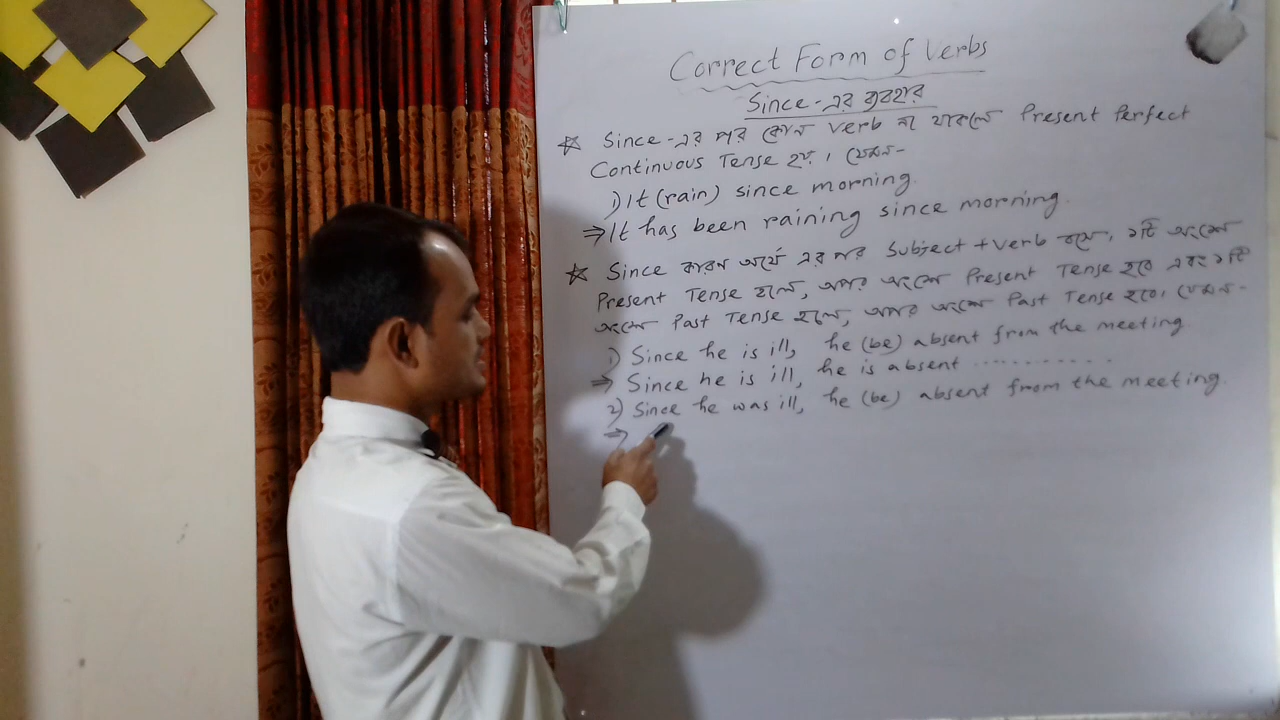 Correct Form of Verbs
Since-এর ব্যবহার
☆ Since-এর পর কোন verb না থাকলে Present Perfect
Continuous Tense হয়। যেমন-
1) It (rain) since morning.
⇒ It has been raining since morning.
☆ Since কারণ অর্থে এর পর Subject + verb বসে, ১টি অংশে
Present Tense হলে, অপর অংশে Present Tense হবে এবং ১টি
অংশে Past Tense হলে, অপর অংশে Past Tense হবে। যেমন-
1) Since he is ill, he (be) absent from the meeting.
⇒ Since he is ill, he is absent ............
2) Since he was ill, he (be) absent from the meeting.
⇒